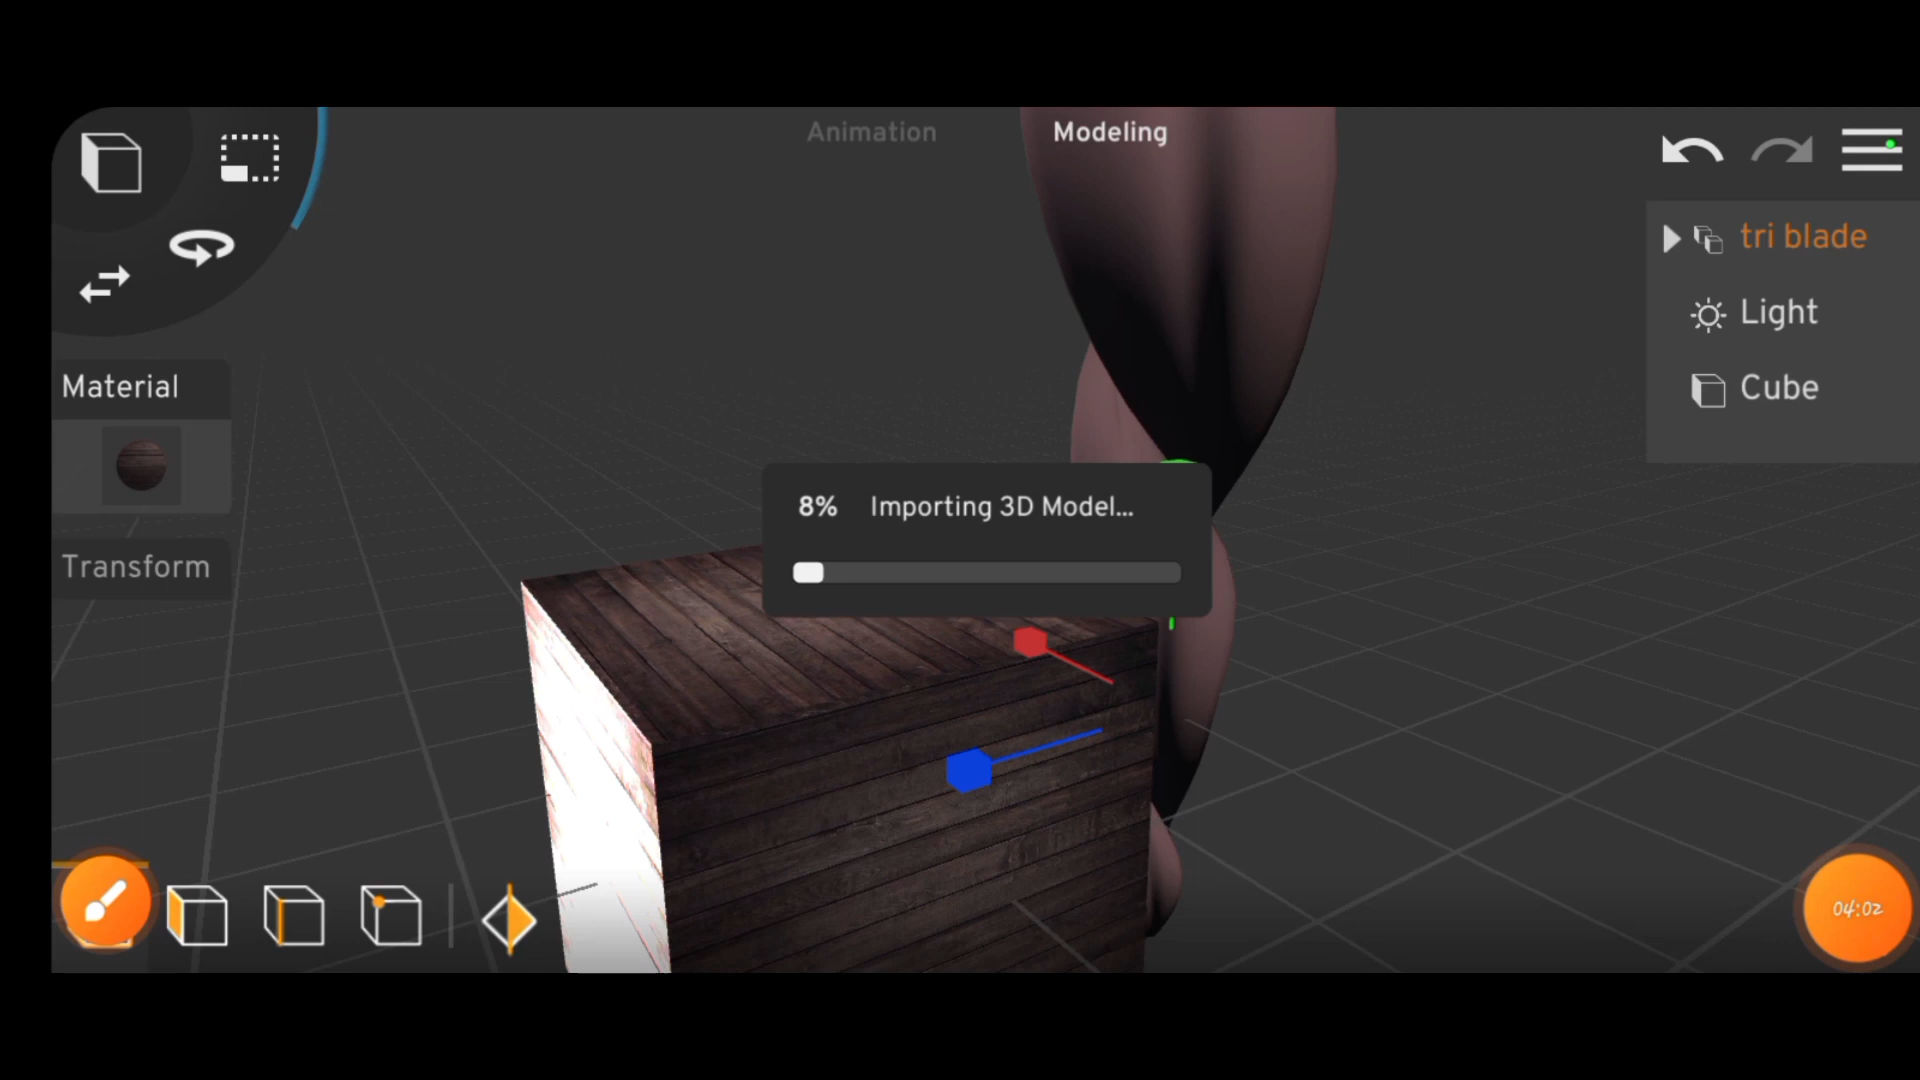 Animation
Modeling
tri blade
Light
Cube
Material
Transform
8% Importing 3D Model...
04:02